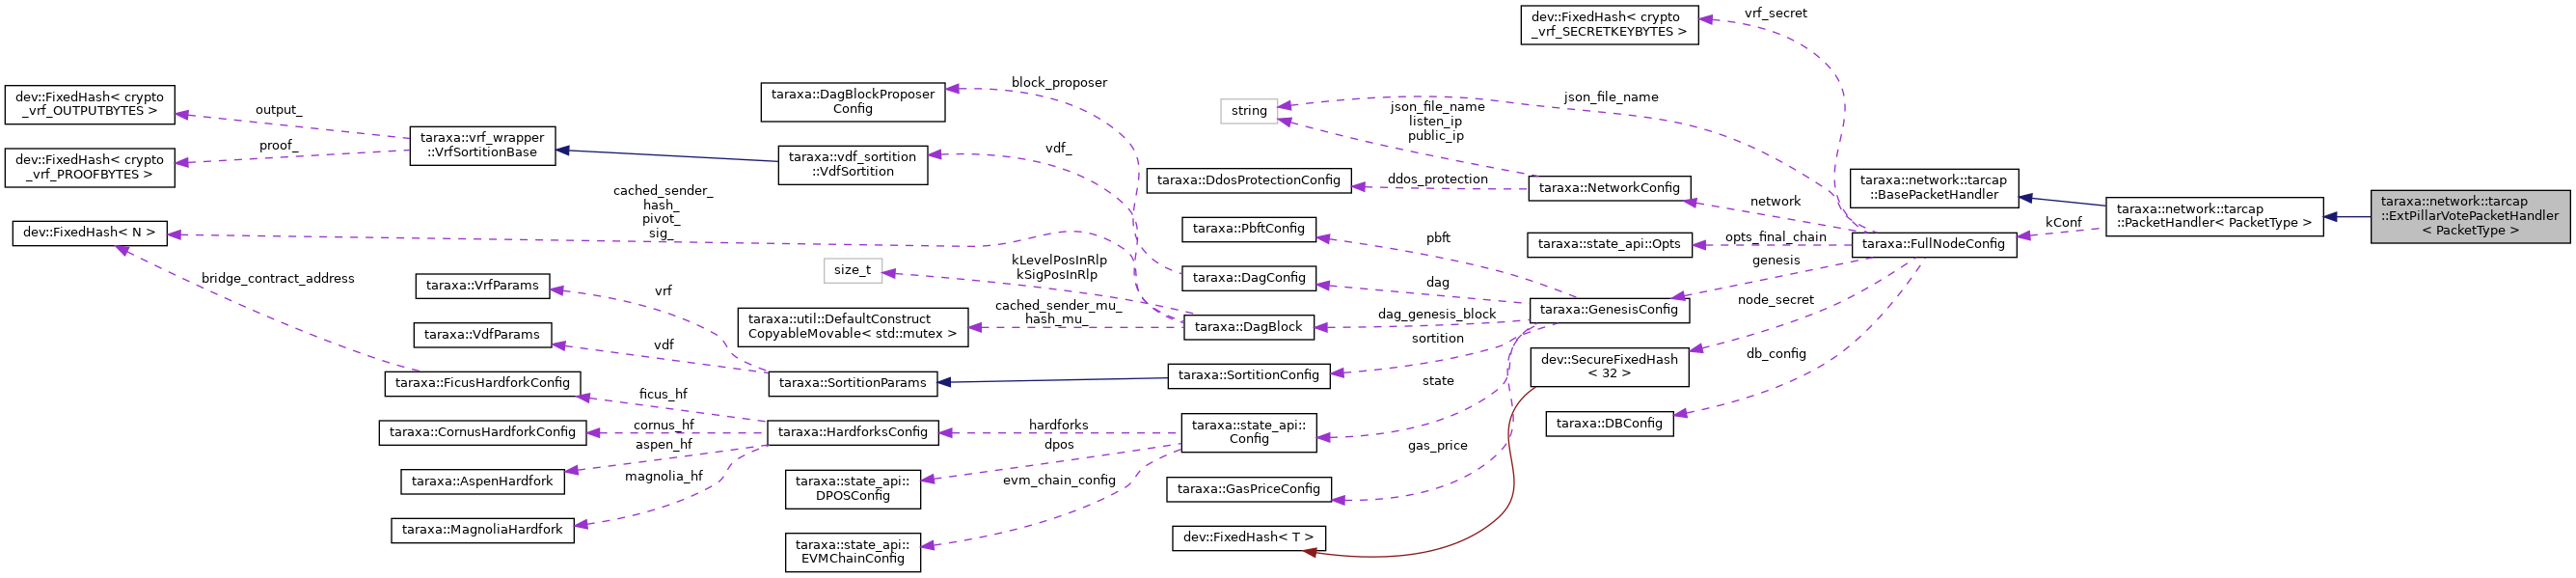 dev::FixedHash< crypto
_vrf_SECRETKEYBYTES >
vrf_secret
dev::FixedHash< crypto
_vrf_OUTPUTBYTES >
output_
dev::FixedHash< crypto
_vrf_PROOFBYTES >
proof_
taraxa::vrf_wrapper
::VrfSortitionBase
taraxa::DagBlockProposer
Config
block_proposer
taraxa::vdf_sortition
::VdfSortition
vdf_
string
json_file_name
json_file_name
listen_ip
public_ip
taraxa::DdosProtectionConfig
ddos_protection
taraxa::NetworkConfig
network
taraxa::network::tarcap
::BasePacketHandler
taraxa::network::tarcap
::PacketHandler< PacketType >
taraxa::network::tarcap
::ExtPillarVotePacketHandler
< PacketType >
kConf
dev::FixedHash< N >
cached_sender_
hash_
pivot_
sig_
bridge_contract_address
taraxa::PbftConfig
pbft
taraxa::state_api::Opts
opts_final_chain
taraxa::FullNodeConfig
genesis
size_t
kLevelPosInRlp
kSigPosInRlp
taraxa::DagConfig
dag
taraxa::VrfParams
vrf
taraxa::util::DefaultConstruct
CopyableMovable< std::mutex >
cached_sender_mu_
hash_mu_
taraxa::DagBlock
dag_genesis_block
taraxa::GenesisConfig
node_secret
taraxa::VdfParams
vdf
sortition
dev::SecureFixedHash
< 32 >
db_config
taraxa::FicusHardforkConfig
ficus_hf
taraxa::SortitionParams
taraxa::SortitionConfig
state
taraxa::CornusHardforkConfig
cornus_hf
taraxa::HardforksConfig
hardforks
taraxa::state_api::
Config
taraxa::DBConfig
aspen_hf
dpos
gas_price
taraxa::AspenHardfork
magnolia_hf
taraxa::state_api::
DPOSConfig
evm_chain_config
taraxa::GasPriceConfig
taraxa::MagnoliaHardfork
taraxa::state_api::
EVMChainConfig
dev::FixedHash< T >